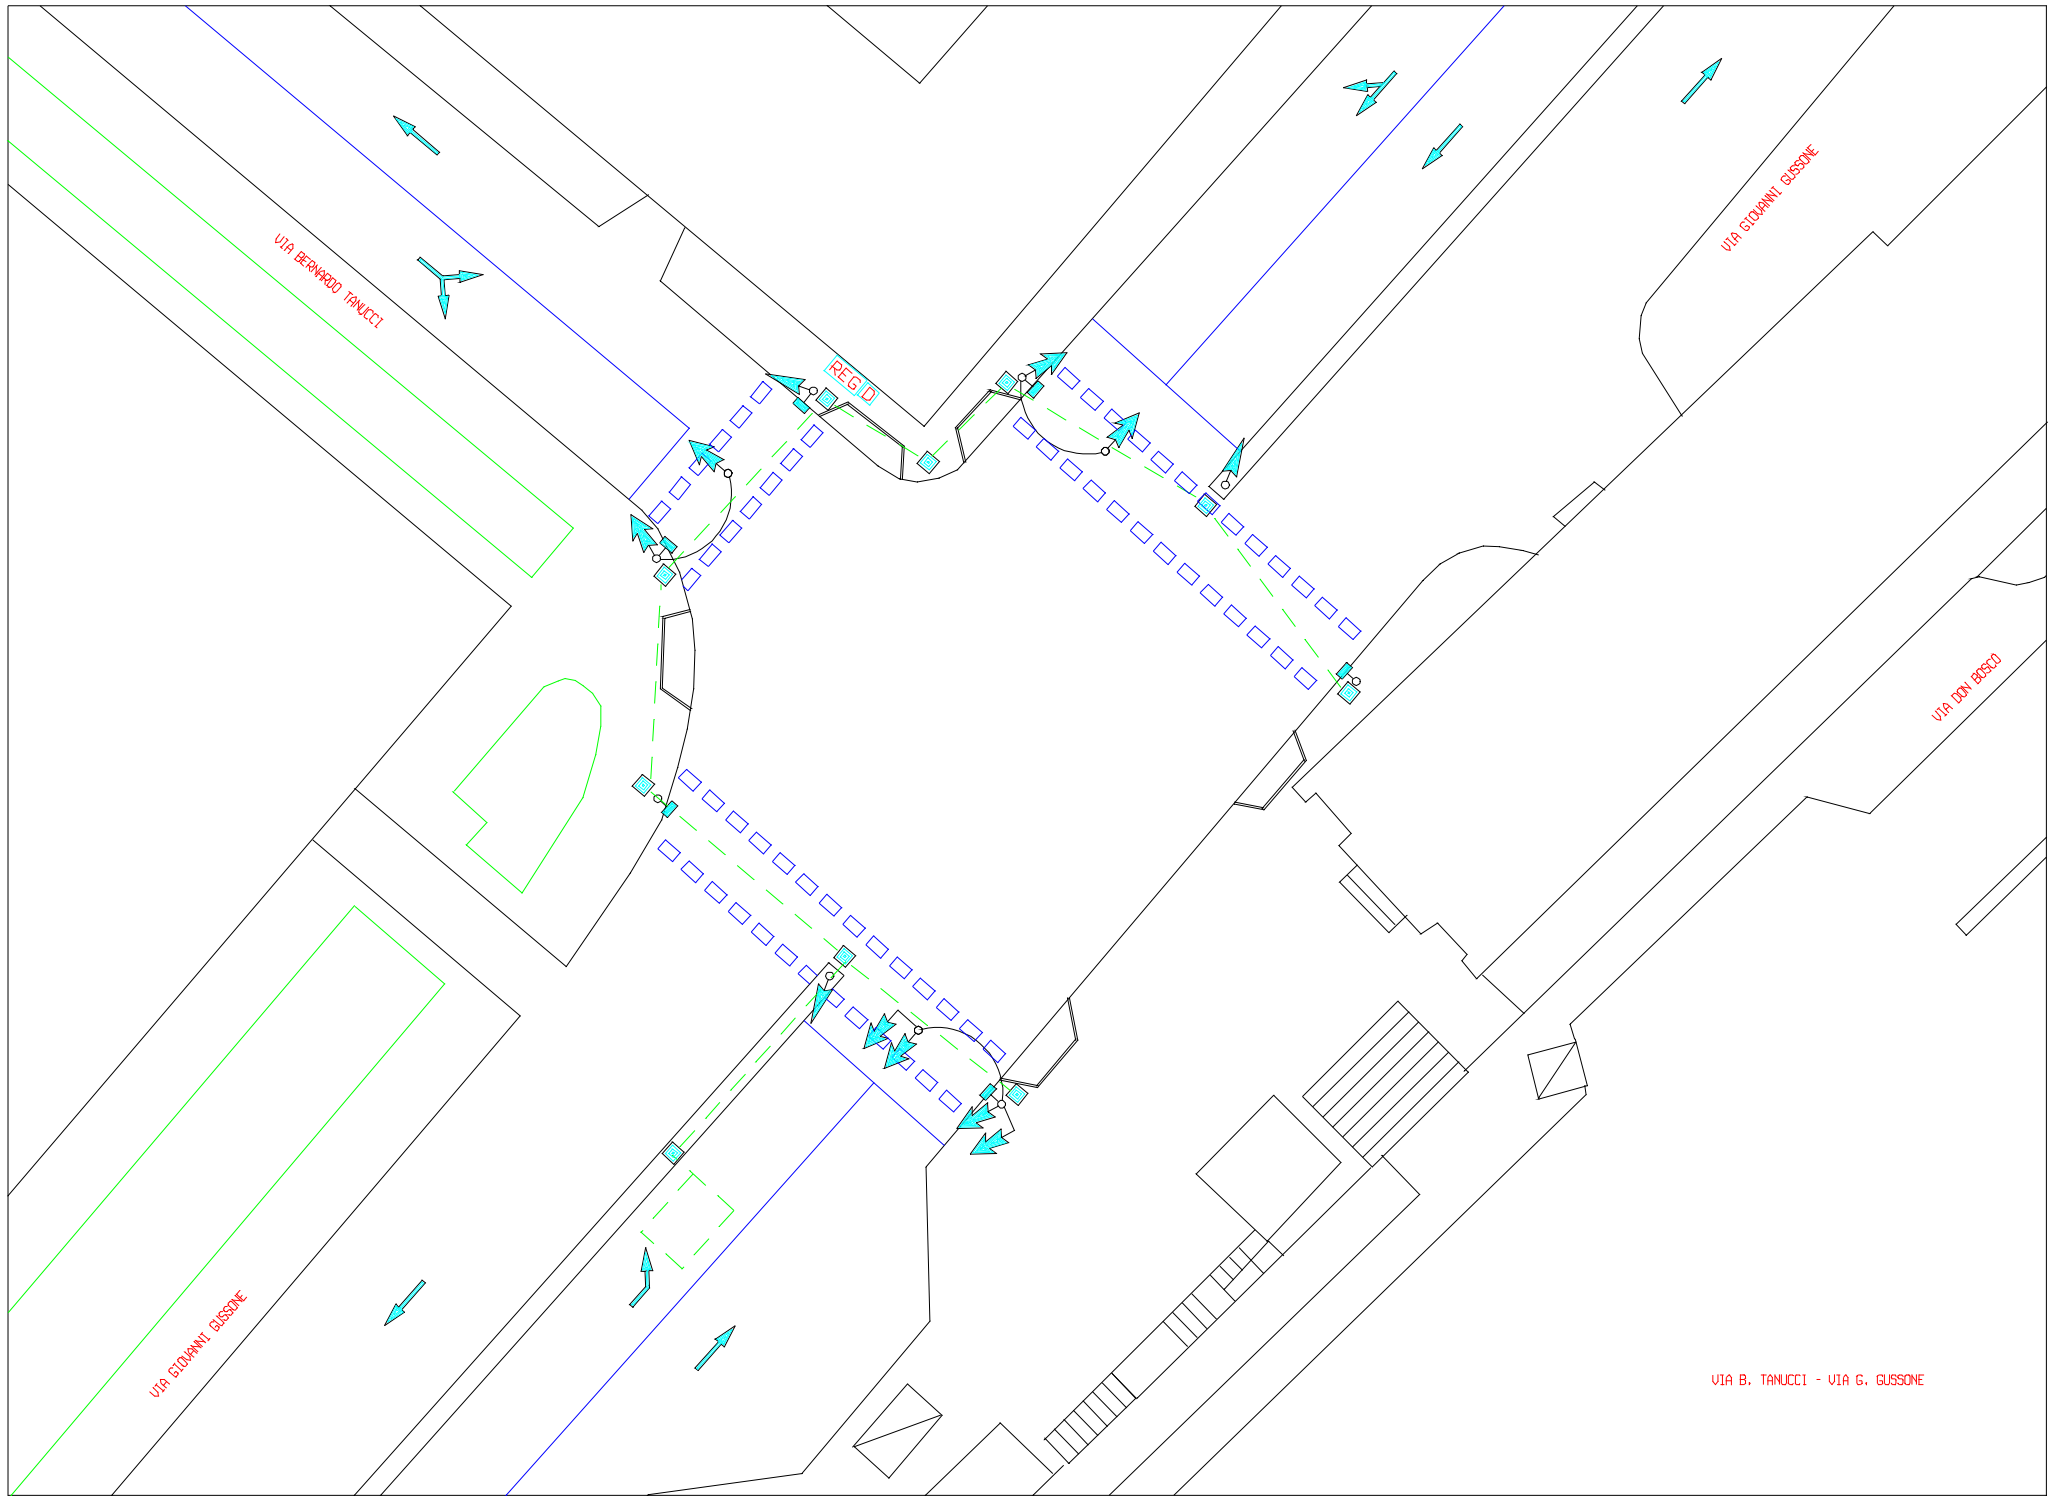 VIA GIOVANNI GUSSONE
VIA BERNARDO TANUCCI
REG D
VIA DON BOSCO
VIA GIOVANNI GUSSONE
VIA B. TANUCCI - VIA G. GUSSONE